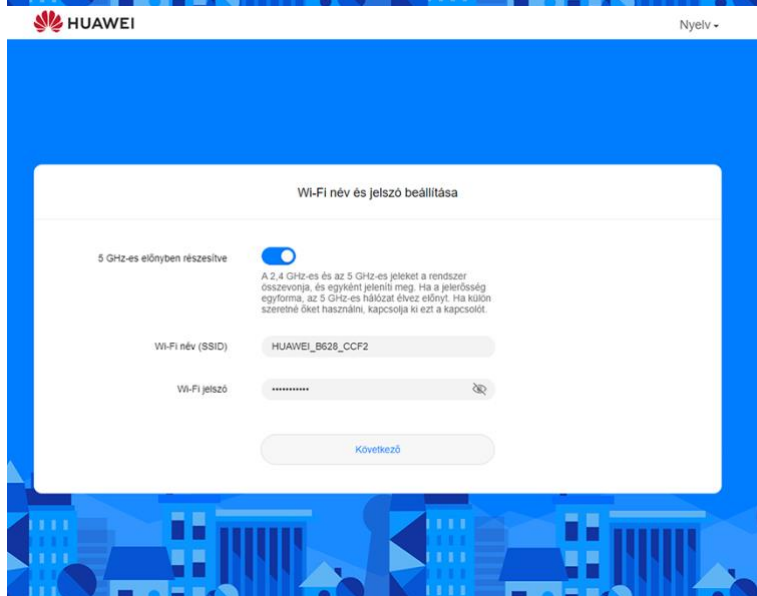 HUAWEI
Nyelv
Wi-Fi név és jelszó beállítása
5 GHz-es előnyben részesítve
A 2,4 GHz-es és az 5 GHz-es jeleket a rendszer
összevonja, és egyként jeleníti meg. Ha a jelerősség
egyforma, az 5 GHz-es hálózat élvez előnyt. Ha külön
szeretné őket használni, kapcsolja ki ezt a kapcsolót.
Wi-Fi név (SSID)
HUAWEI_B628_CCF2
Wi-Fi jelszó
•••••••••••
Következő